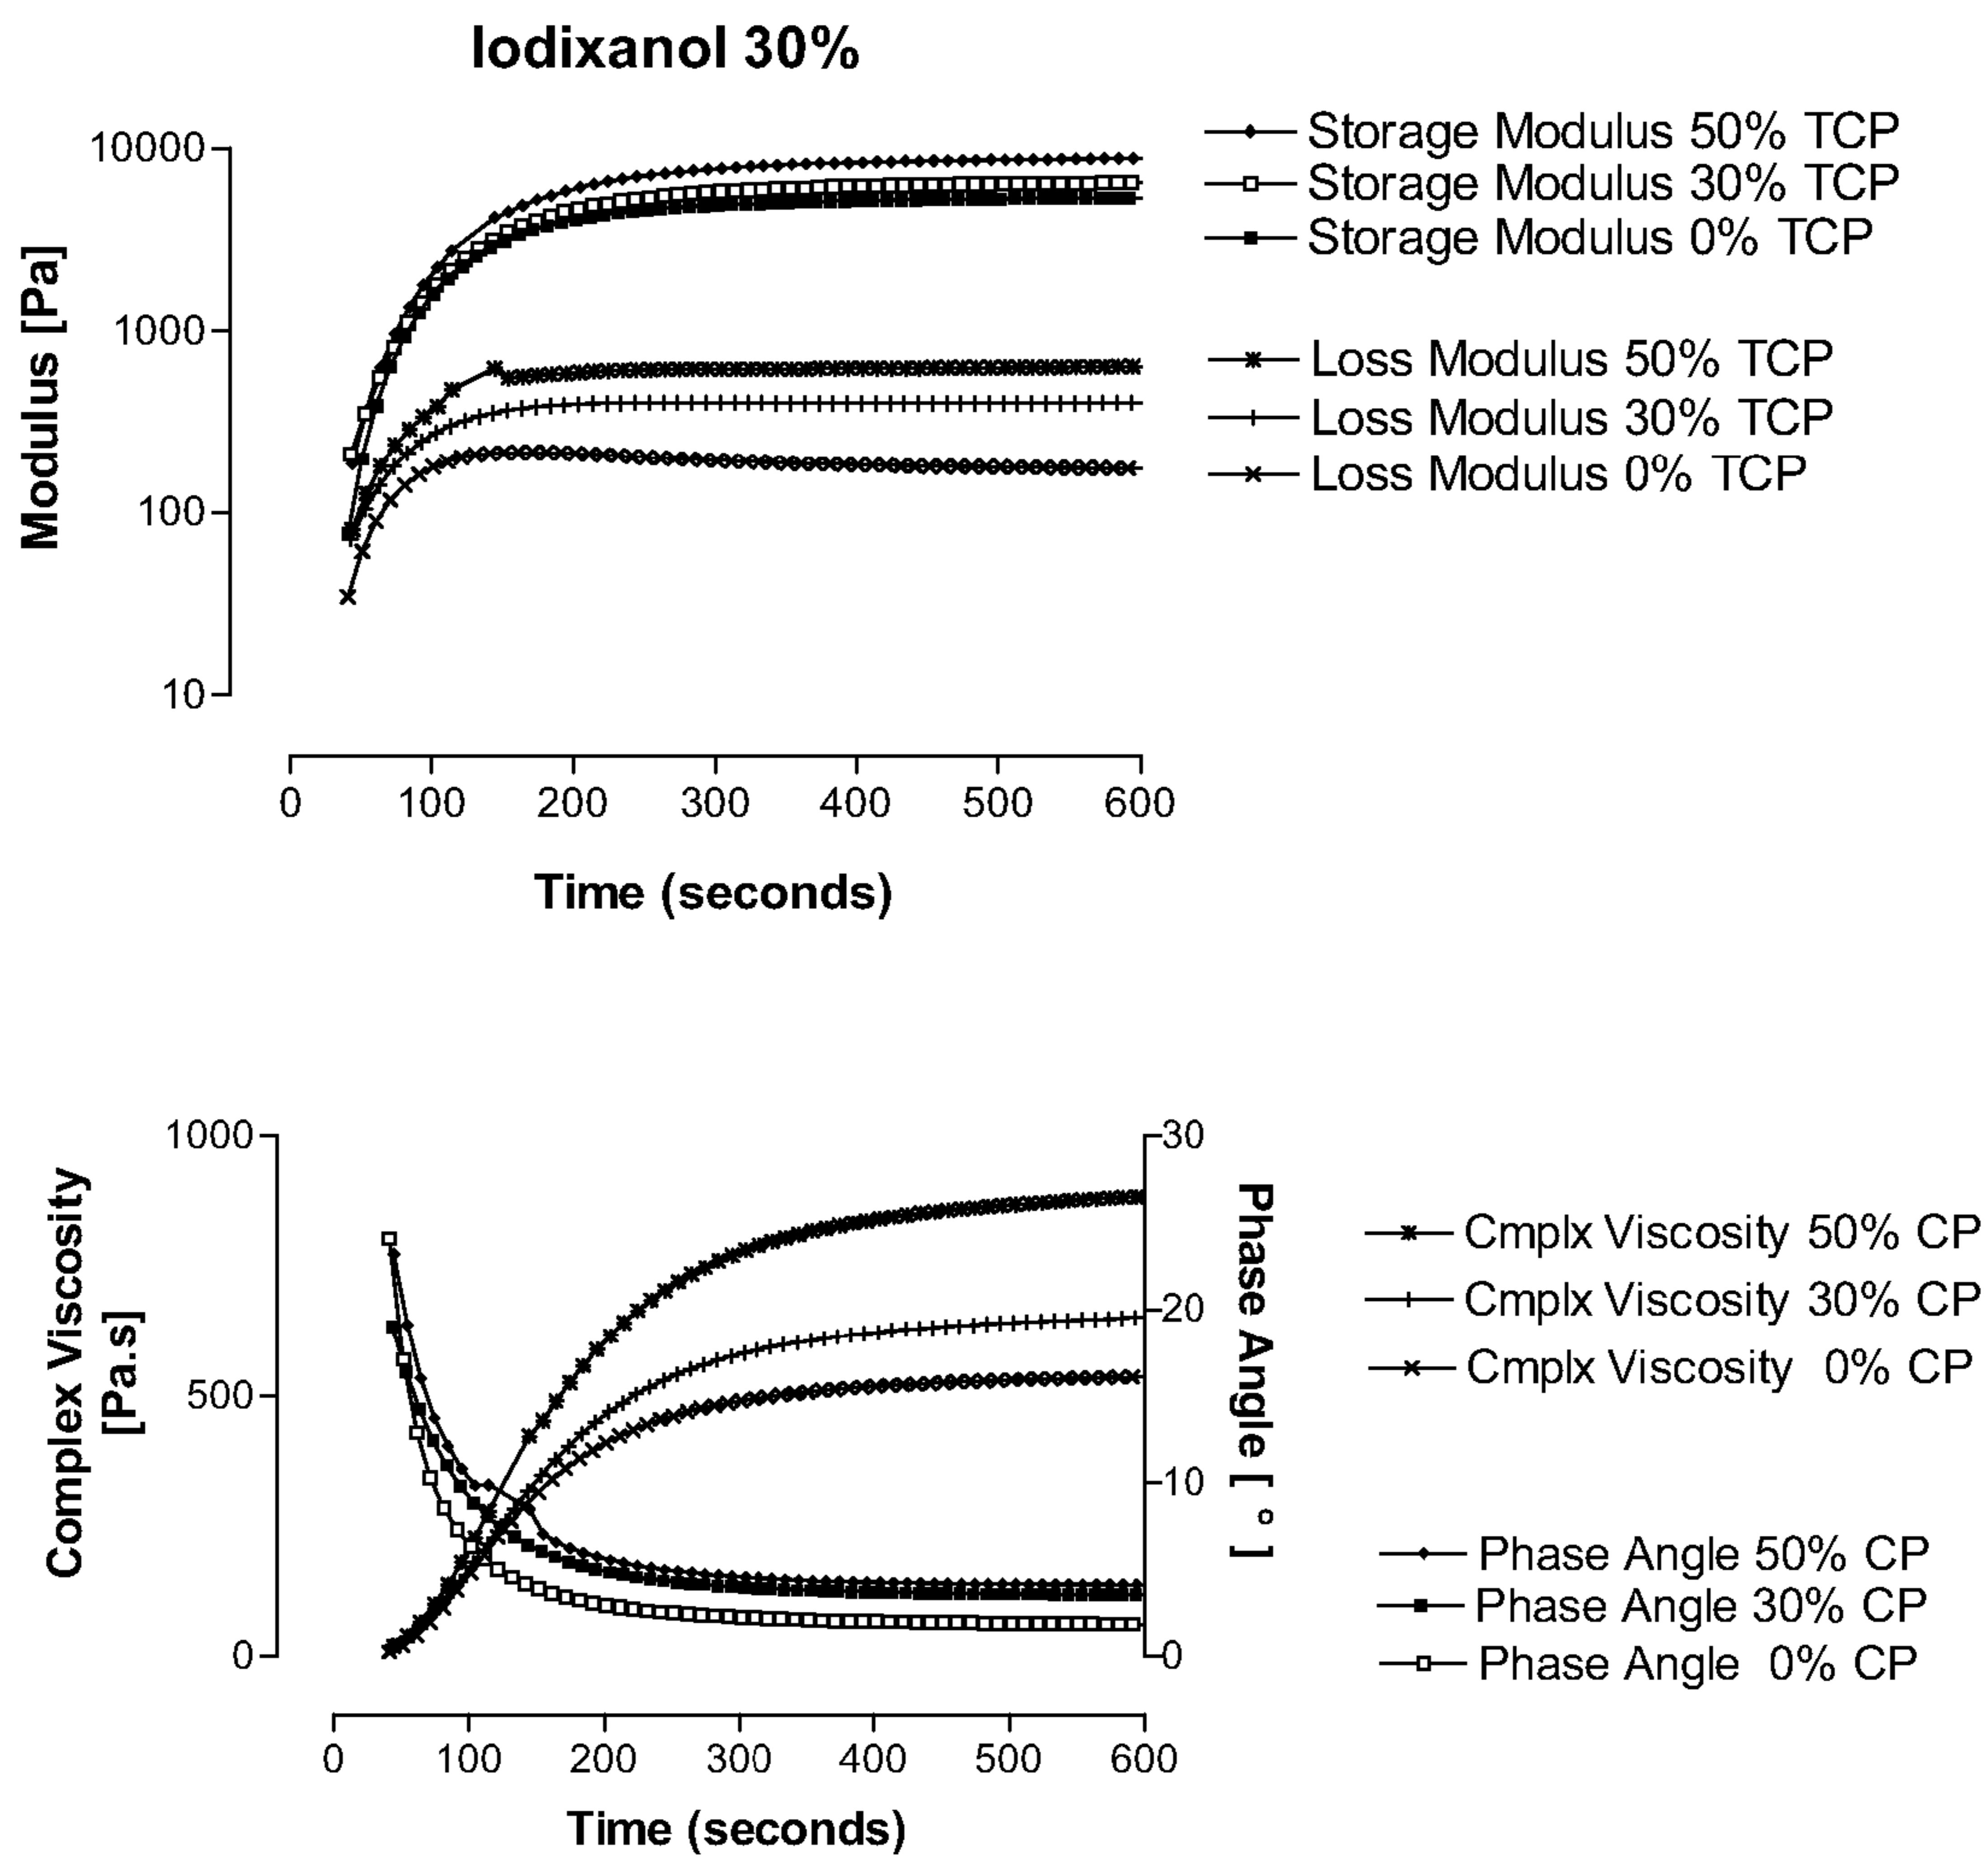 Iodixanol 30%
Modulus [Pa]
10000
1000
100
10
0 100 200 300 400 500 600
Time (seconds)
Storage Modulus 50% TCP
Storage Modulus 30% TCP
Storage Modulus 0% TCP
Loss Modulus 50% TCP
Loss Modulus 30% TCP
Loss Modulus 0% TCP
Complex Viscosity
[Pa.s]
1000
500
0
30
20
10
0
Phase Angle [ ° ]
0 100 200 300 400 500 600
Time (seconds)
Cmplx Viscosity 50% CP
Cmplx Viscosity 30% CP
Cmplx Viscosity 0% CP
Phase Angle 50% CP
Phase Angle 30% CP
Phase Angle 0% CP